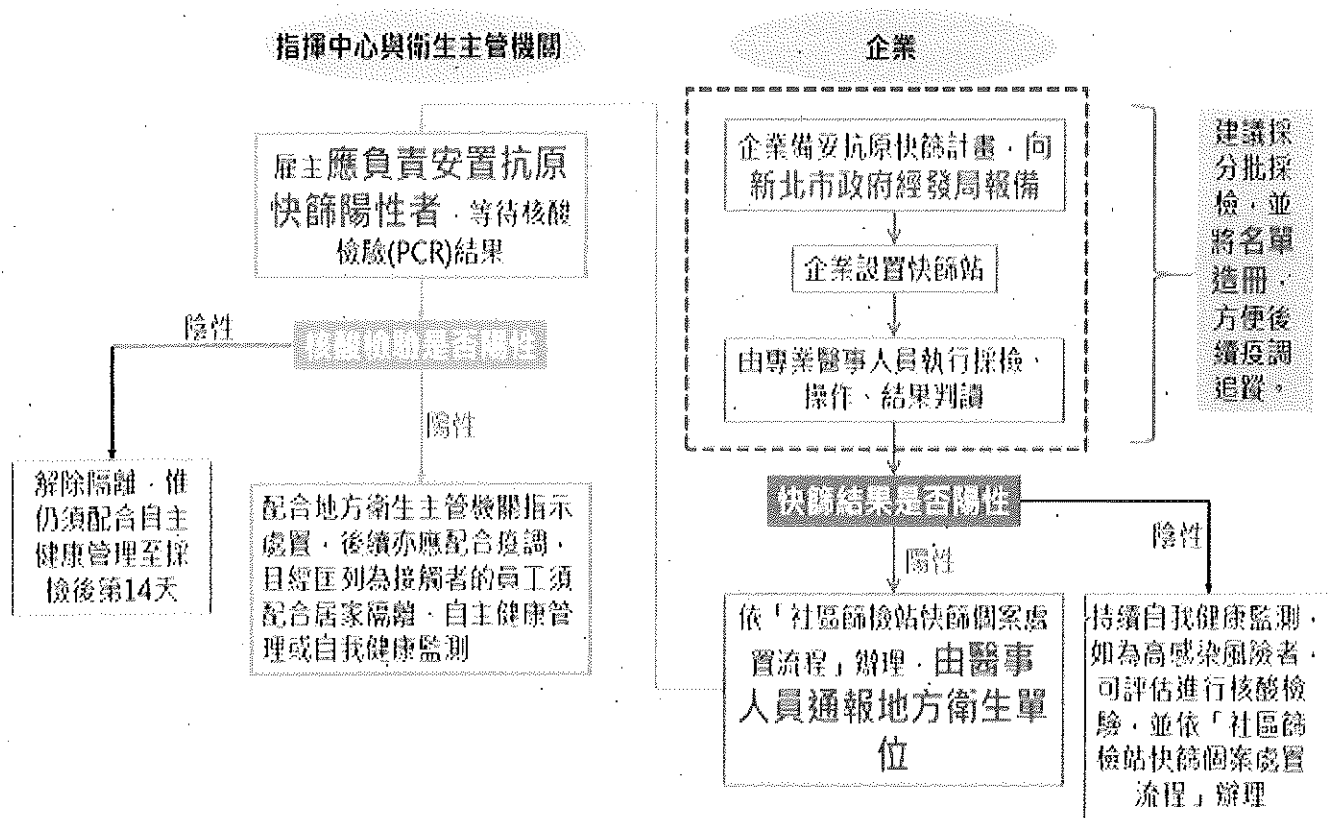 指揮中心與衛生主管機關
企業
雇主應負責安置抗原
快篩陽性者，等待核酸
檢驗(PCR)結果
陰性
核酸檢驗是否陽性
陽性
解除隔離，惟
仍須配合自主
健康管理至採
檢後第14天
配合地方衛生主管機關指示
處置，後續亦應配合疫調，
且經匡列為接觸者的員工須
配合居家隔離、自主健康管
理或自我健康監測
企業備妥抗原快篩計畫，向
新北市政府經發局報備
企業設置快篩站
由專業醫事人員執行採檢、
操作、結果判讀
建議採
分批採
檢，並
將名單
造冊，
方便後
續疫調
追蹤。
快篩結果是否陽性
陽性
陰性
依「社區篩檢站快篩個案處
置流程」辦理，由醫事
人員通報地方衛生單
位
持續自我健康監測，
如為高感染風險者，
可評估進行核酸檢
驗，並依「社區篩
檢站快篩個案處置
流程」辦理